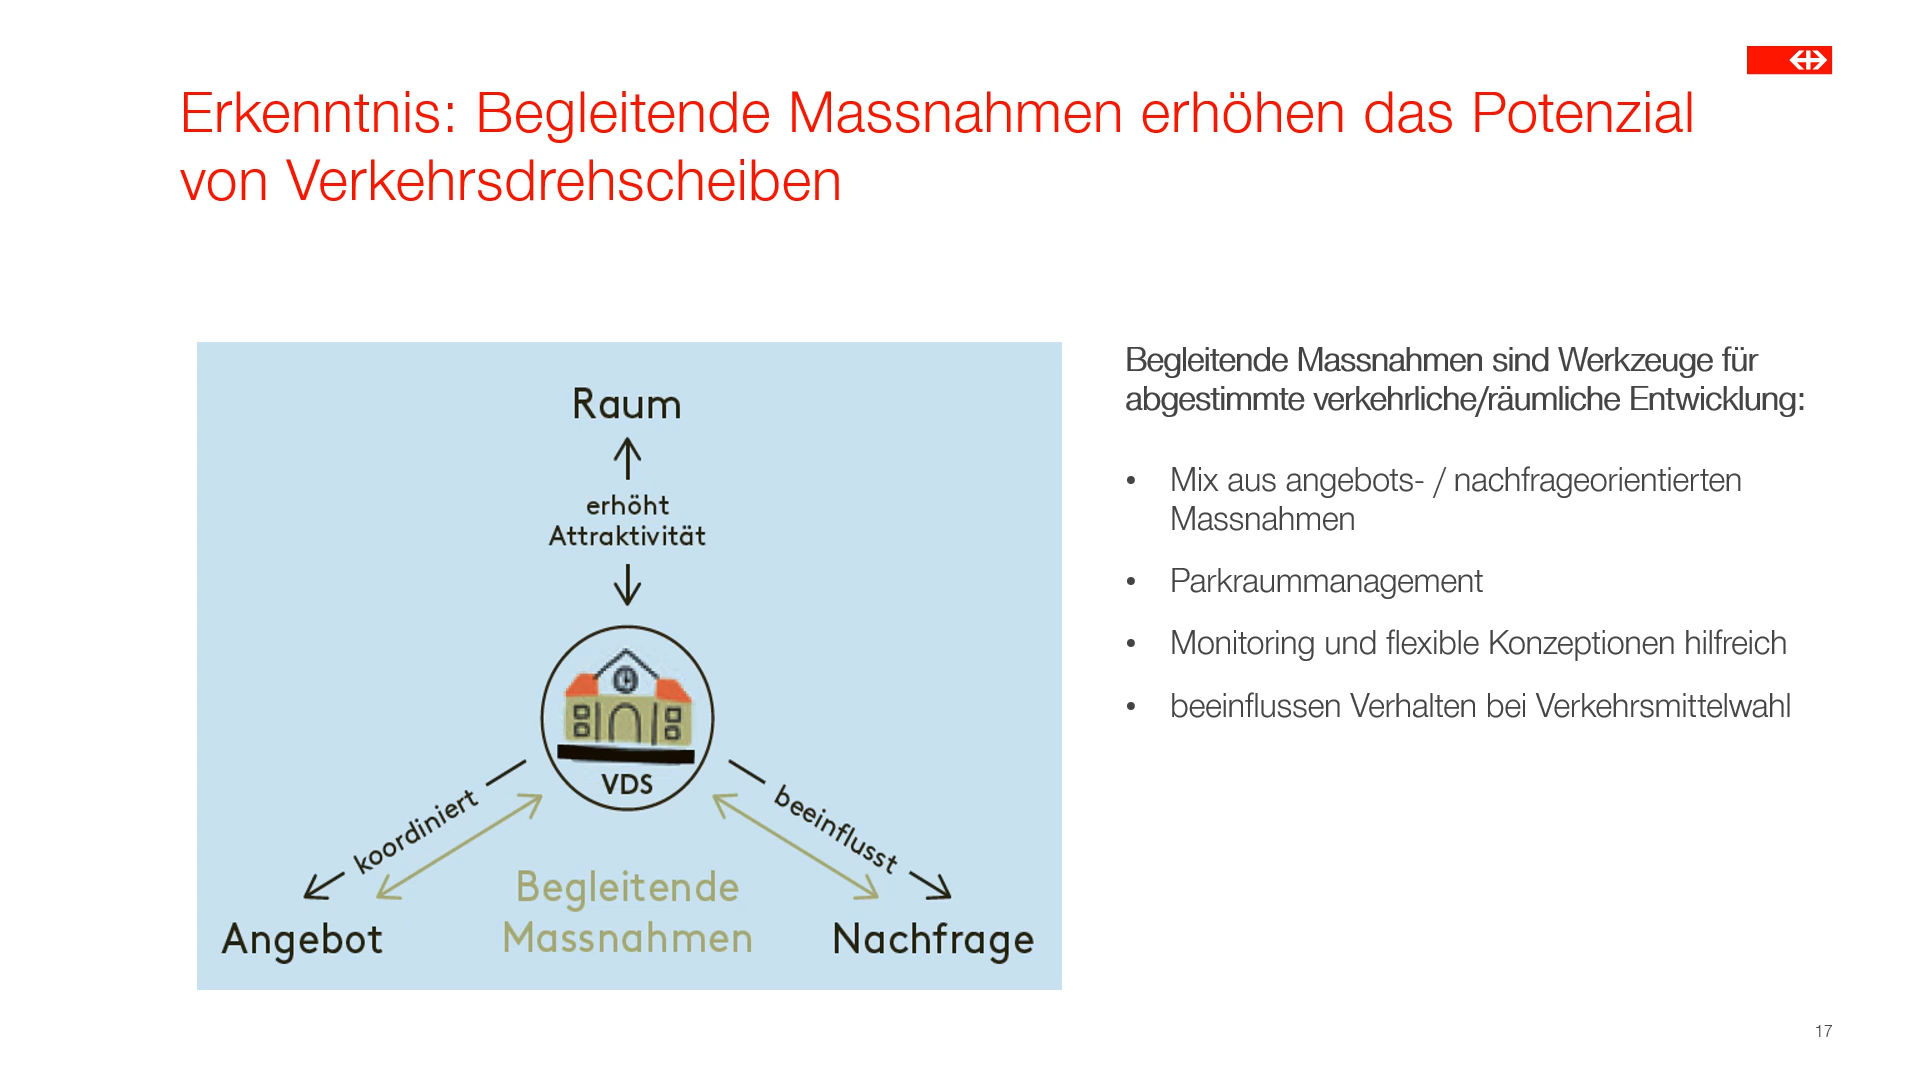 Erkenntnis: Begleitende Massnahmen erhöhen das Potenzial
von Verkehrsdrehscheiben
Raum
erhöht
Attraktivität
VDS
koordiniert
beeinflusst
Begleitende
Massnahmen
Angebot
Nachfrage
Begleitende Massnahmen sind Werkzeuge für
abgestimmte verkehrliche/räumliche Entwicklung:
• Mix aus angebots- / nachfrageorientierten
Massnahmen
• Parkraummanagement
• Monitoring und flexible Konzeptionen hilfreich
• beeinflussen Verhalten bei Verkehrsmittelwahl
17